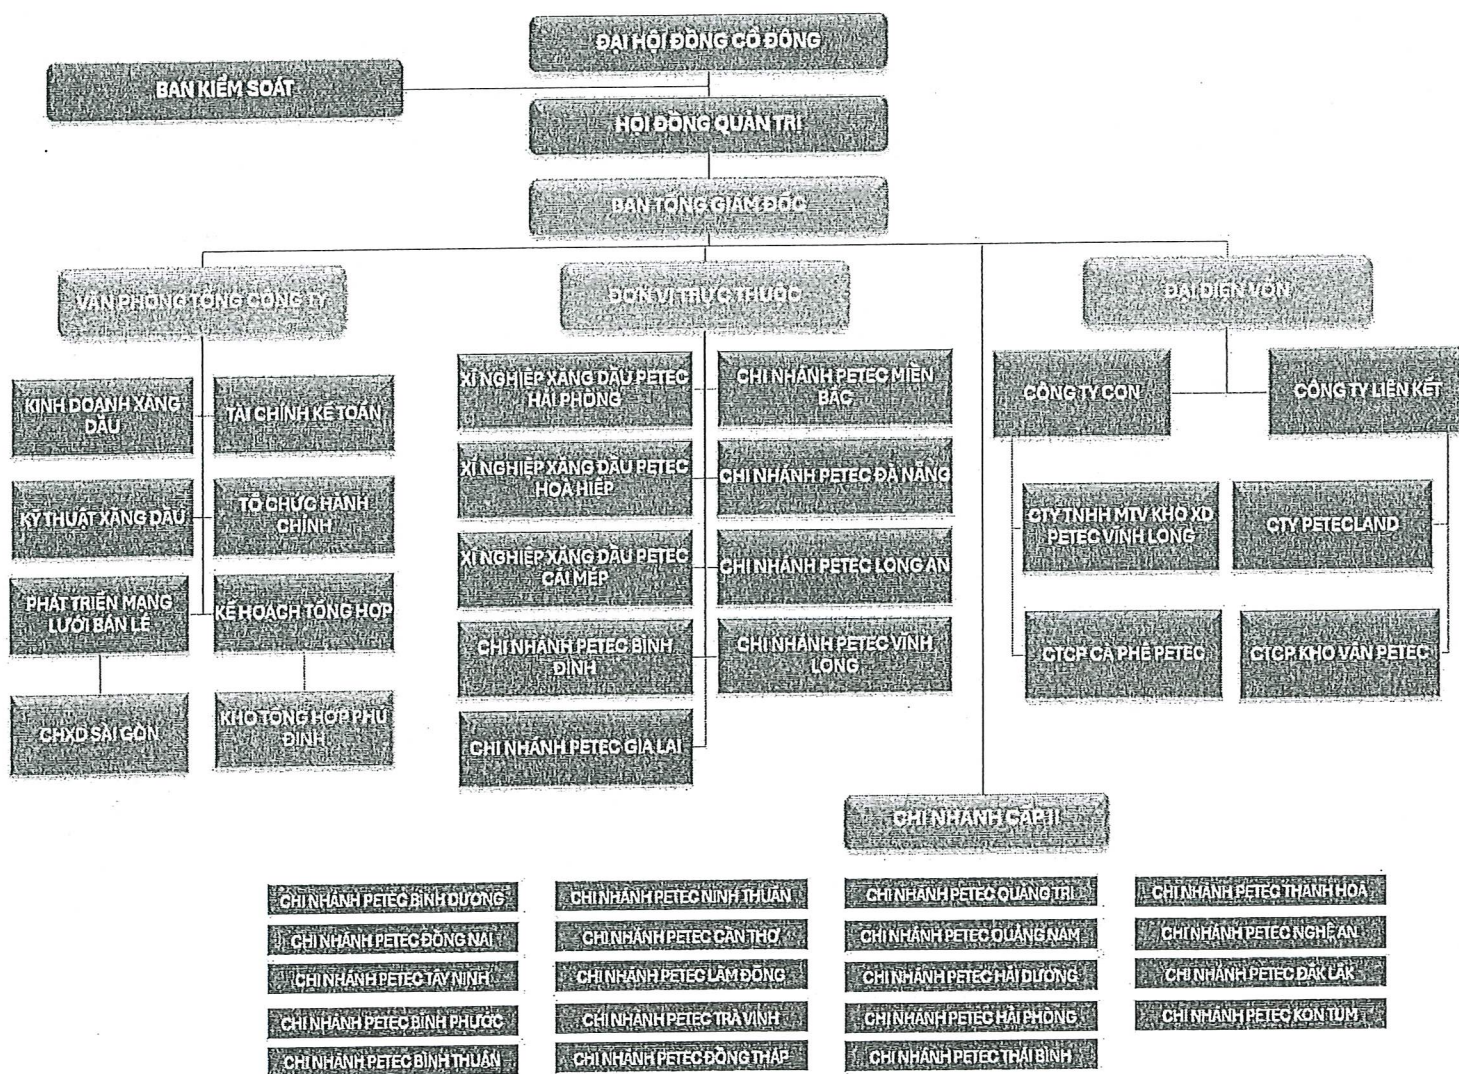 ĐẠI HỘI ĐỒNG CỔ ĐÔNG
BAN KIỂM SOÁT
HỘI ĐỒNG QUẢN TRỊ
BAN TỔNG GIÁM ĐỐC
VĂN PHÒNG TỔNG CÔNG TY
ĐƠN VỊ TRỰC THUỘC
ĐẠI DIỆN VỐN
KINH DOANH XĂNG
DẦU
TÀI CHÍNH KẾ TOÁN
KỸ THUẬT XĂNG DẦU
TỔ CHỨC HÀNH
CHÍNH
PHÁT TRIỂN MẠNG
LƯỚI BÁN LẺ
KẾ HOẠCH TỔNG HỢP
CHXD SÀI GÒN
KHO TỔNG HỢP PHÚ
ĐỊNH
XÍ NGHIỆP XĂNG DẦU PETEC
HẢI PHÒNG
CHI NHÁNH PETEC MIỀN
BẮC
XÍ NGHIỆP XĂNG DẦU PETEC
HOÀ HIỆP
CHI NHÁNH PETEC ĐÀ NẴNG
XÍ NGHIỆP XĂNG DẦU PETEC
CÁI MÉP
CHI NHÁNH PETEC LONG AN
CHI NHÁNH PETEC BÌNH
ĐỊNH
CHI NHÁNH PETEC VĨNH
LONG
CHI NHÁNH PETEC GIA LAI
CÔNG TY CON
CÔNG TY LIÊN KẾT
CTY TNHH MTV KHO XD
PETEC VĨNH LONG
CTY PETECLAND
CTCP CÀ PHÊ PETEC
CTCP KHO VẬN PETEC
CHI NHÁNH CẤP II
CHI NHÁNH PETEC BÌNH DƯƠNG
CHI NHÁNH PETEC NINH THUẬN
CHI NHÁNH PETEC QUẢNG TRỊ
CHI NHÁNH PETEC THANH HOÁ
CHI NHÁNH PETEC ĐỒNG NAI
CHI NHÁNH PETEC CẦN THƠ
CHI NHÁNH PETEC QUẢNG NAM
CHI NHÁNH PETEC NGHỆ AN
CHI NHÁNH PETEC TÂY NINH
CHI NHÁNH PETEC LÂM ĐỒNG
CHI NHÁNH PETEC HẢI DƯƠNG
CHI NHÁNH PETEC ĐẮK LẮK
CHI NHÁNH PETEC BÌNH PHƯỚC
CHI NHÁNH PETEC TRÀ VINH
CHI NHÁNH PETEC HẢI PHÒNG
CHI NHÁNH PETEC KON TUM
CHI NHÁNH PETEC BÌNH THUẬN
CHI NHÁNH PETEC ĐỒNG THÁP
CHI NHÁNH PETEC THÁI BÌNH